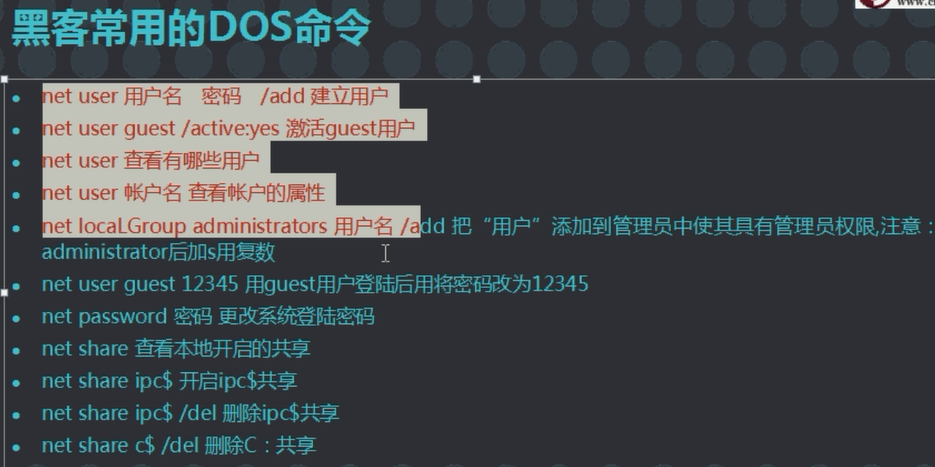 黑客常用的DOS命令
www.c
• net user 用户名 密码 /add 建立用户
• net user guest /active:yes 激活guest用户
• net user 查看有哪些用户
• net user 帐户名 查看帐户的属性
• net locaLGroup administrators 用户名 /add 把“用户”添加到管理员中使其具有管理员权限,注意：
administrator后加s用复数
• net user guest 12345 用guest用户登陆后用将密码改为12345
• net password 密码 更改系统登陆密码
• net share 查看本地开启的共享
• net share ipc$ 开启ipc$共享
• net share ipc$ /del 删除ipc$共享
• net share c$ /del 删除C：共享